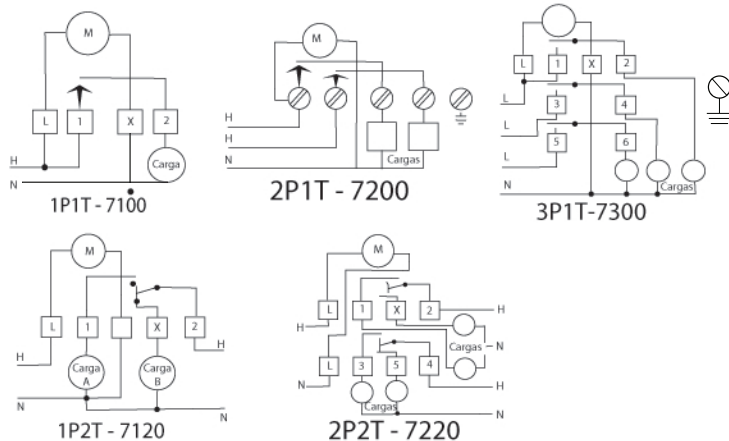 M
L 1 X 2
H
Carga
N
1P1T - 7100
M
H
H
N
Cargas
2P1T - 7200
L 1 X 2
L
3 4
L
5 6
L
N
Cargas
3P1T-7300
M
L 1 X 2
H
H
Carga
A
Carga
B
N
N
1P2T - 7120
M
L 1 X 2
H
H
Cargas
N
L 3 5 4
N
H
Cargas
N
2P2T - 7220